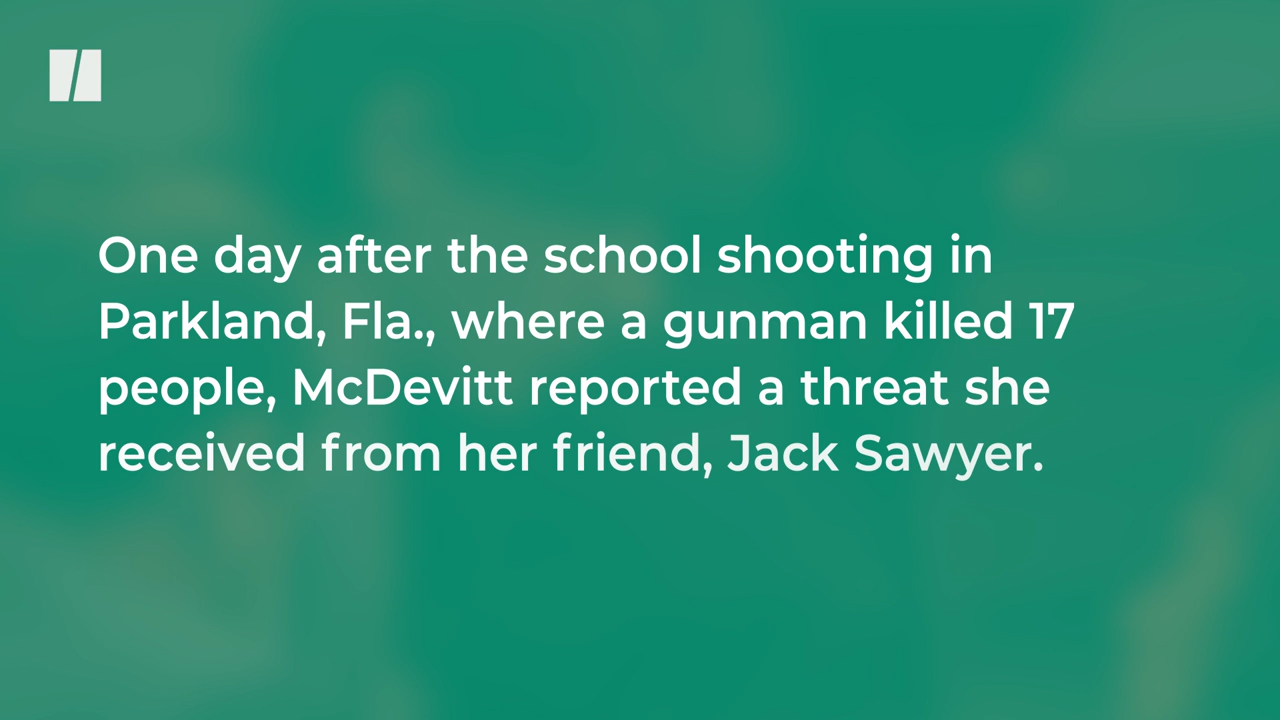 One day after the school shooting in
Parkland, Fla., where a gunman killed 17
people, McDevitt reported a threat she
received from her friend, Jack Sawyer.